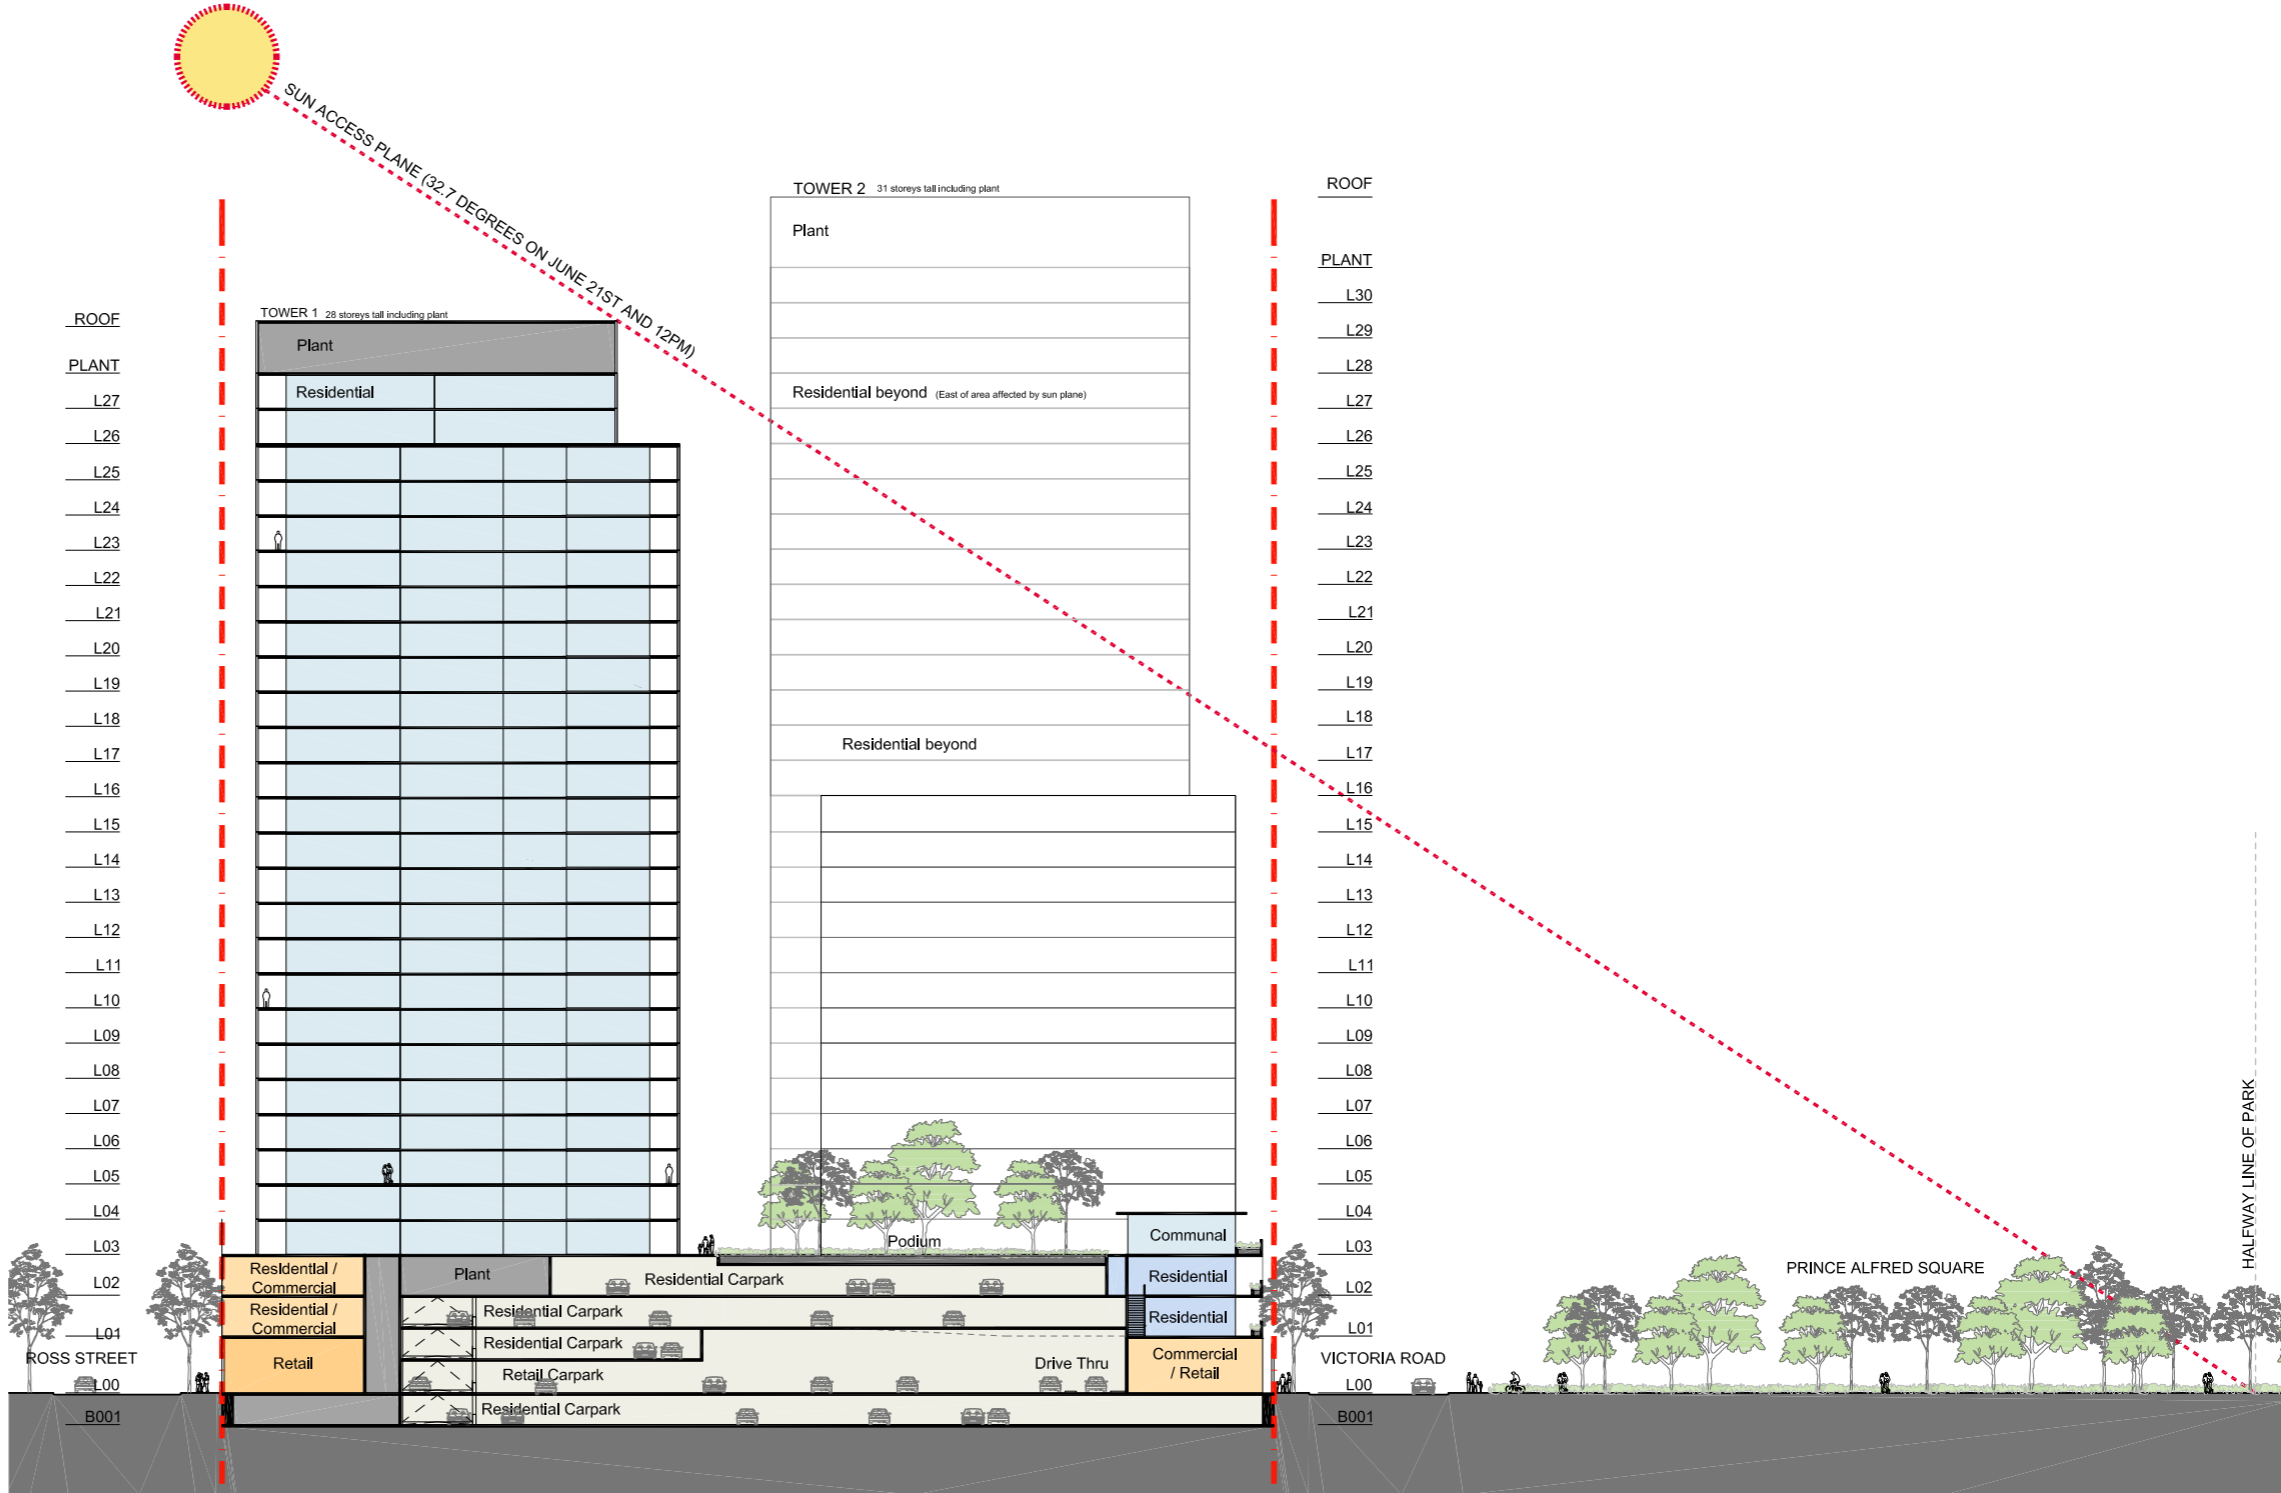 SUN ACCESS PLANE (32.7 DEGREES ON JUNE 21ST AND 12PM)
TOWER 2 31 storeys tall including plant
Plant
Residential beyond (East of area affected by sun plane)
Residential beyond
TOWER 1 28 storeys tall including plant
Plant
Residential
ROOF
PLANT
L27
L26
L25
L24
L23
L22
L21
L20
L19
L18
L17
L16
L15
L14
L13
L12
L11
L10
L09
L08
L07
L06
L05
L04
L03
L02
L01
ROSS STREET
L00
B001
Residential /
Commercial
Residential /
Commercial
Retail
Plant
Residential Carpark
Residential Carpark
Residential Carpark
Retail Carpark
Residential Carpark
Drive Thru
Podium
Communal
Residential
Residential
Commercial
/ Retail
ROOF
PLANT
L30
L29
L28
L27
L26
L25
L24
L23
L22
L21
L20
L19
L18
L17
L16
L15
L14
L13
L12
L11
L10
L09
L08
L07
L06
L05
L04
L03
L02
L01
VICTORIA ROAD
L00
B001
PRINCE ALFRED SQUARE
HALFWAY LINE OF PARK